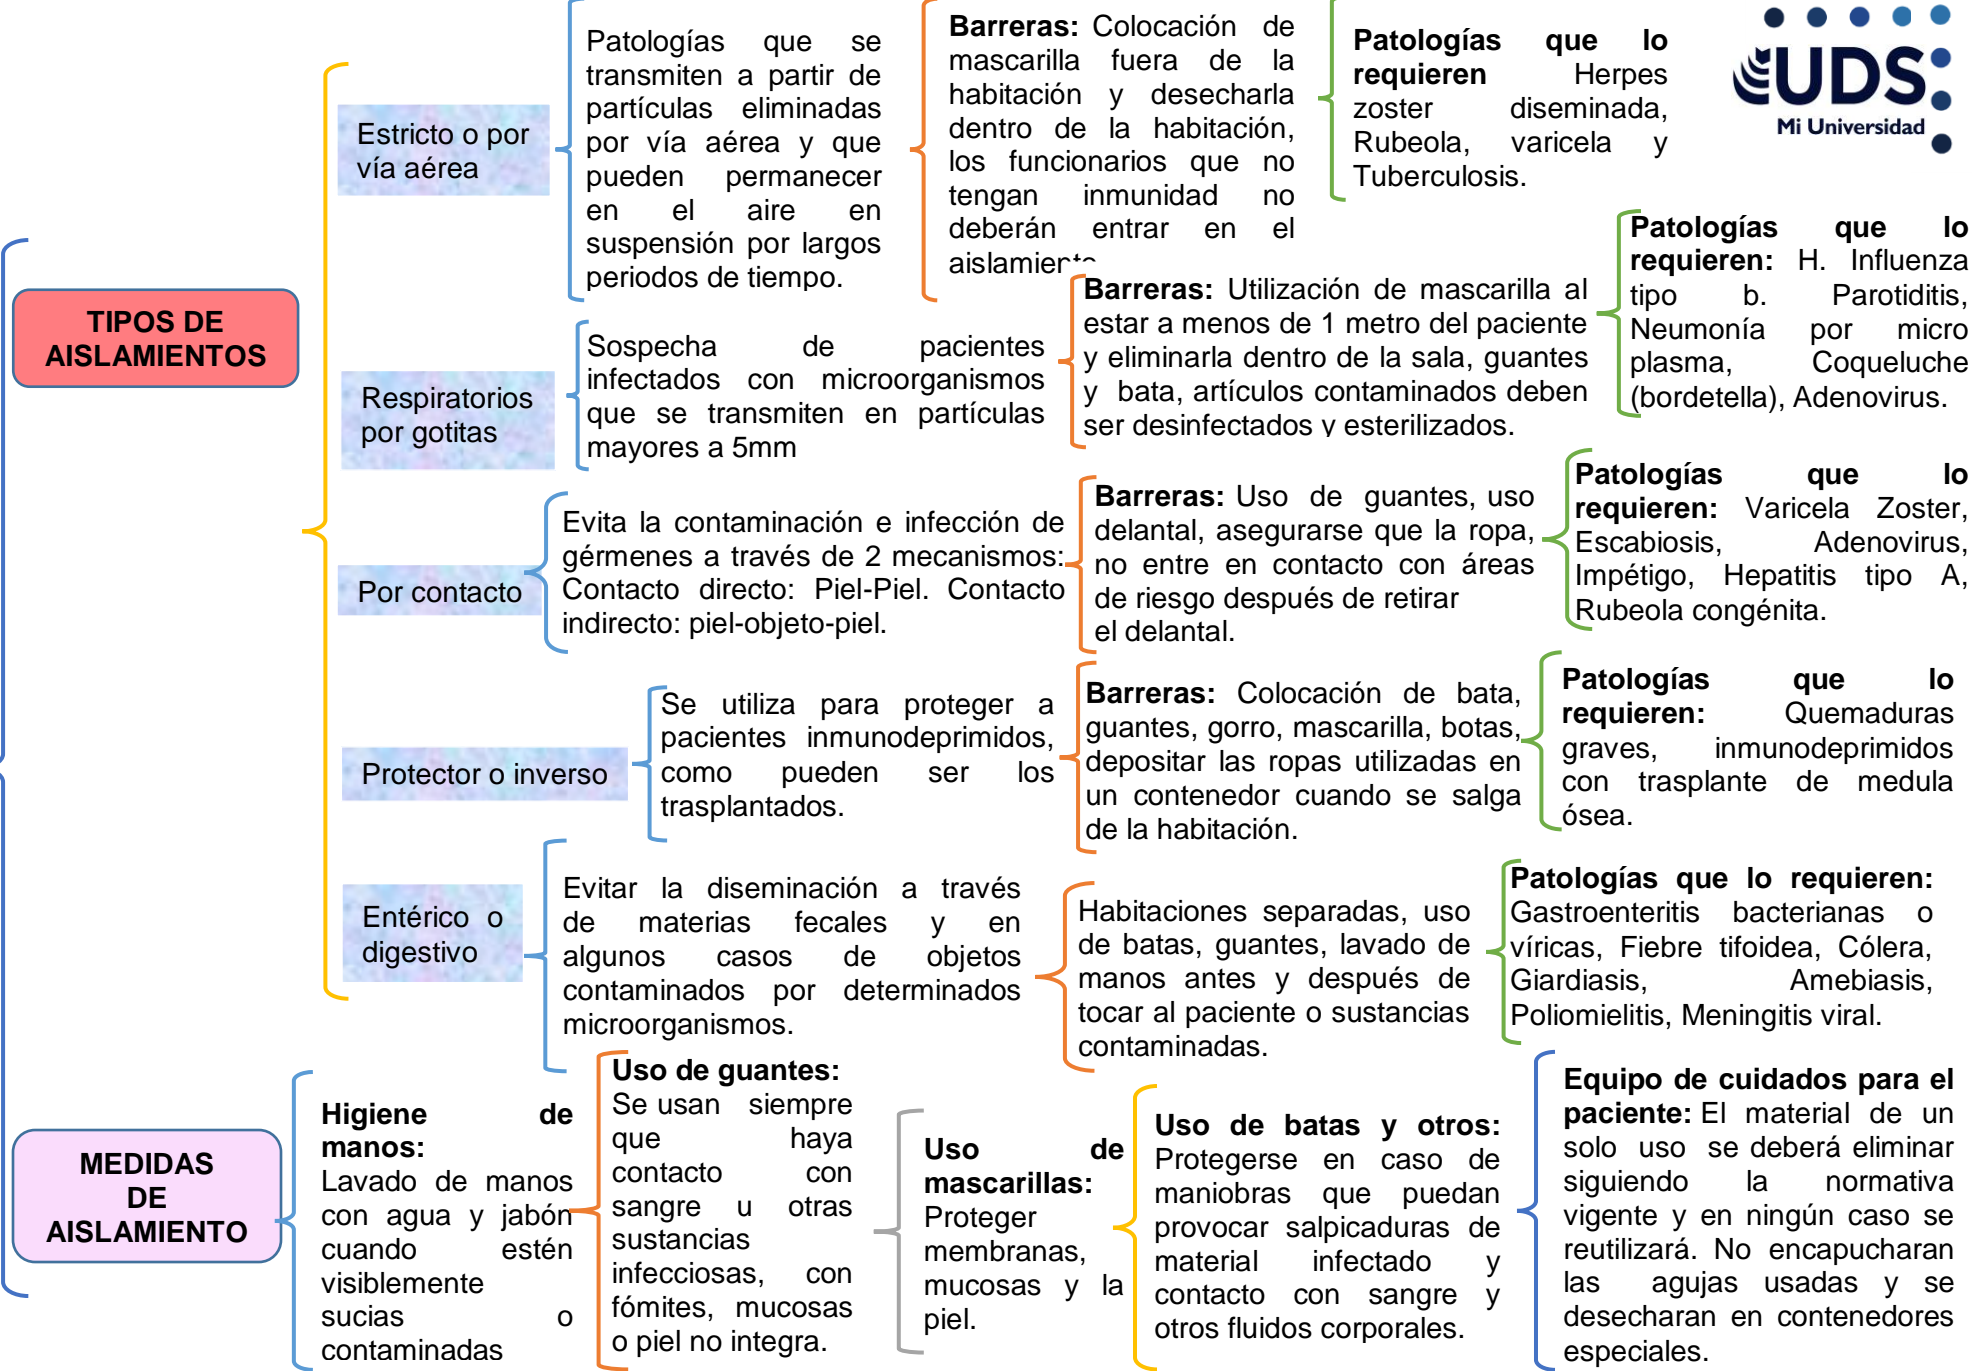 TIPOS DE
AISLAMIENTOS
Estricto o por
vía aérea
Patologías que se
transmiten a partir de
partículas eliminadas
por vía aérea y que
pueden permanecer
en el aire en
suspensión por largos
periodos de tiempo.
Barreras: Colocación de
mascarilla fuera de la
habitación y desecharla
dentro de la habitación,
los funcionarios que no
tengan inmunidad no
deberán entrar en el
aislamiento
Patologías que lo
requieren Herpes
zoster diseminada,
Rubeola, varicela y
Tuberculosis.
UDS
Mi Universidad
Respiratorios
por gotitas
Sospecha de pacientes
infectados con microorganismos
que se transmiten en partículas
mayores a 5mm
Barreras: Utilización de mascarilla al
estar a menos de 1 metro del paciente
y eliminarla dentro de la sala, guantes
y bata, artículos contaminados deben
ser desinfectados y esterilizados.
Patologías que lo
requieren: H. Influenza
tipo b. Parotiditis,
Neumonía por micro
plasma, Coqueluche
(bordetella), Adenovirus.
Por contacto
Evita la contaminación e infección de
gérmenes a través de 2 mecanismos:
Contacto directo: Piel-Piel. Contacto
indirecto: piel-objeto-piel.
Barreras: Uso de guantes, uso
delantal, asegurarse que la ropa,
no entre en contacto con áreas
de riesgo después de retirar
el delantal.
Patologías que lo
requieren: Varicela Zoster,
Escabiosis, Adenovirus,
Impétigo, Hepatitis tipo A,
Rubeola congénita.
Protector o inverso
Se utiliza para proteger a
pacientes inmunodeprimidos,
como pueden ser los
trasplantados.
Barreras: Colocación de bata,
guantes, gorro, mascarilla, botas,
depositar las ropas utilizadas en
un contenedor cuando se salga
de la habitación.
Patologías que lo
requieren: Quemaduras
graves, inmunodeprimidos
con trasplante de medula
ósea.
Entérico o
digestivo
Evitar la diseminación a través
de materias fecales y en
algunos casos de objetos
contaminados por determinados
microorganismos.
Habitaciones separadas, uso
de batas, guantes, lavado de
manos antes y después de
tocar al paciente o sustancias
contaminadas.
Patologías que lo requieren:
Gastroenteritis bacterianas o
víricas, Fiebre tifoidea, Cólera,
Giardiasis, Amebiasis,
Poliomielitis, Meningitis viral.
MEDIDAS
DE
AISLAMIENTO
Higiene de
manos:
Lavado de manos
con agua y jabón
cuando estén
visiblemente
sucias o
contaminadas
Uso de guantes:
Se usan siempre
que haya
contacto con
sangre u otras
sustancias
infecciosas, con
fómites, mucosas
o piel no integra.
Uso de
mascarillas:
Proteger
membranas,
mucosas y la
piel.
Uso de batas y otros:
Protegerse en caso de
maniobras que puedan
provocar salpicaduras de
material infectado y
contacto con sangre y
otros fluidos corporales.
Equipo de cuidados para el
paciente: El material de un
solo uso se deberá eliminar
siguiendo la normativa
vigente y en ningún caso se
reutilizará. No encapucharan
las agujas usadas y se
desecharan en contenedores
especiales.